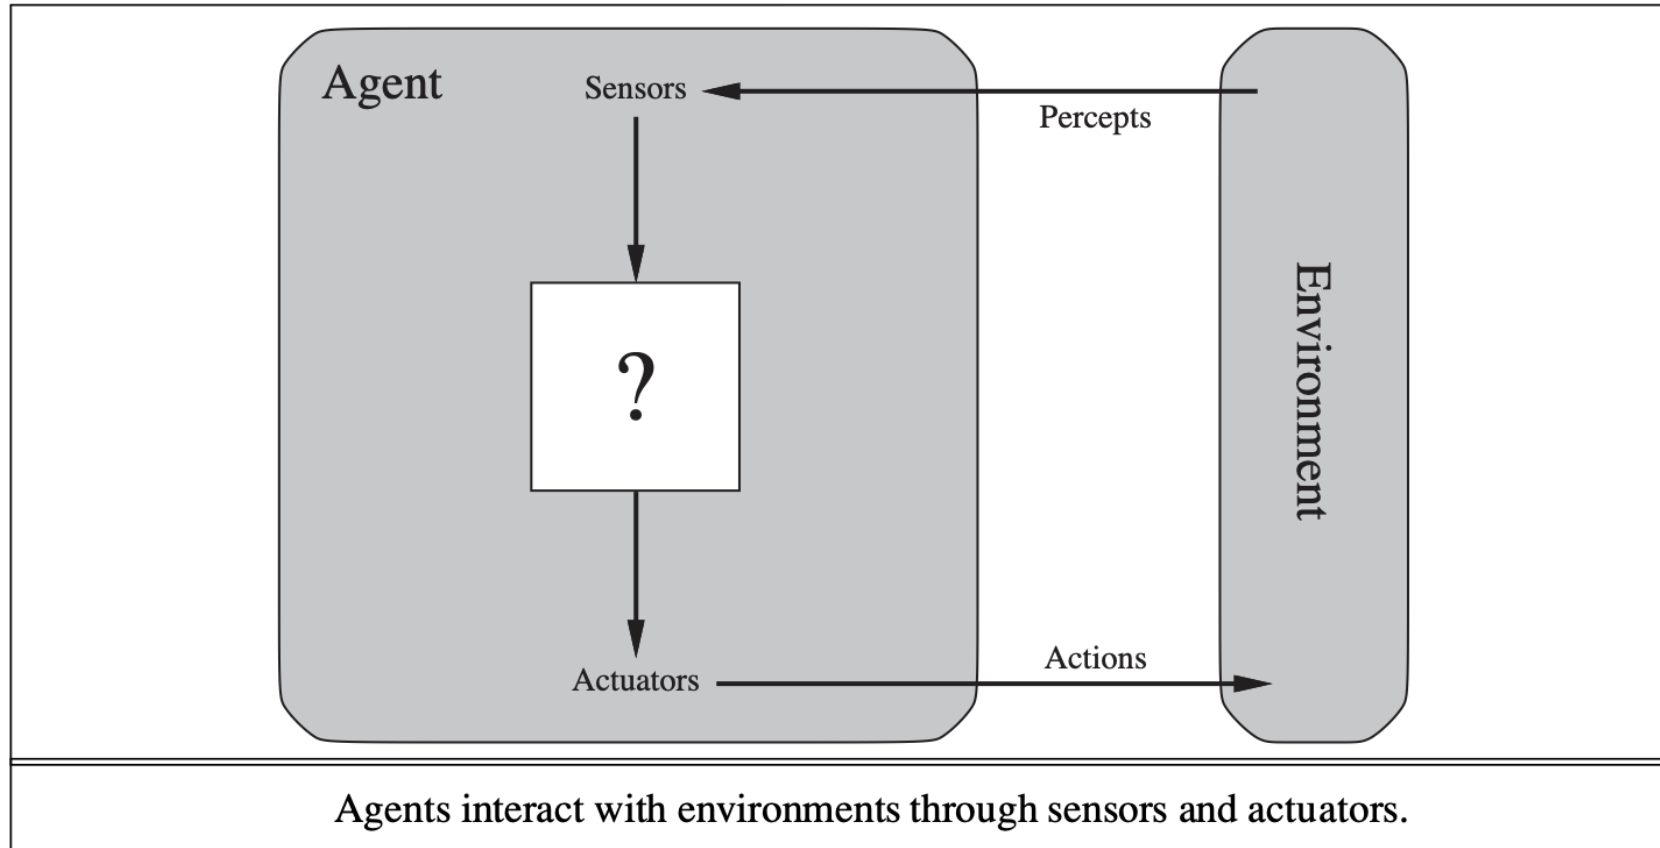 Agent
Sensors
Percepts
?
Environment
Actions
Actuators
Agents interact with environments through sensors and actuators.